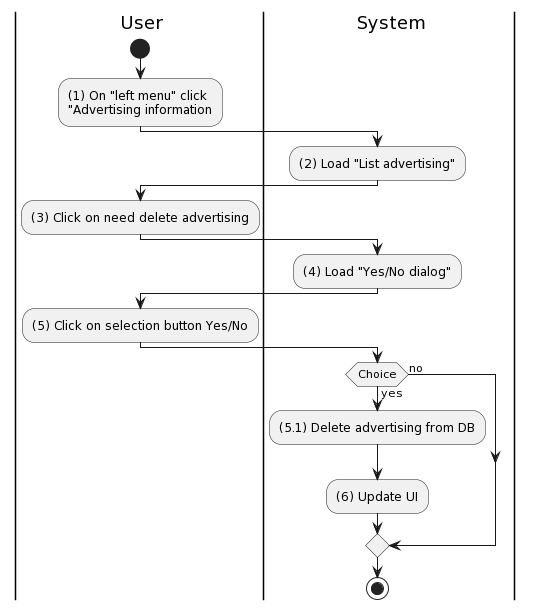 User
System
(1) On "left menu" click
"Advertising information
(2) Load "List advertising"
(3) Click on need delete advertising
(4) Load "Yes/No dialog"
(5) Click on selection button Yes/No
Choice
no
yes
(5.1) Delete advertising from DB
(6) Update UI